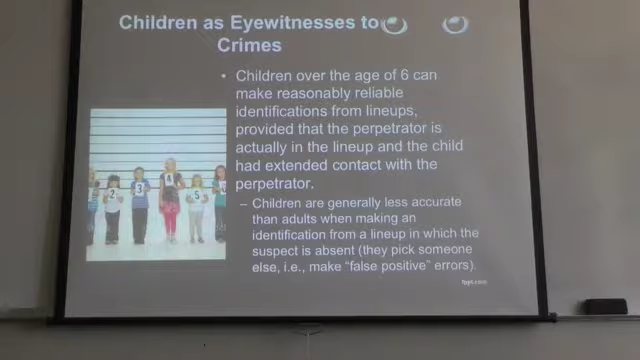 Children as Eyewitnesses to
Crimes
• Children over the age of 6 can
make reasonably reliable
identifications from lineups,
provided that the perpetrator is
actually in the lineup and the child
had extended contact with the
perpetrator.
– Children are generally less accurate
than adults when making an
identification from a lineup in which the
suspect is absent (they pick someone
else, i.e., make “false positive” errors).
2 3 4 5
fppt.com